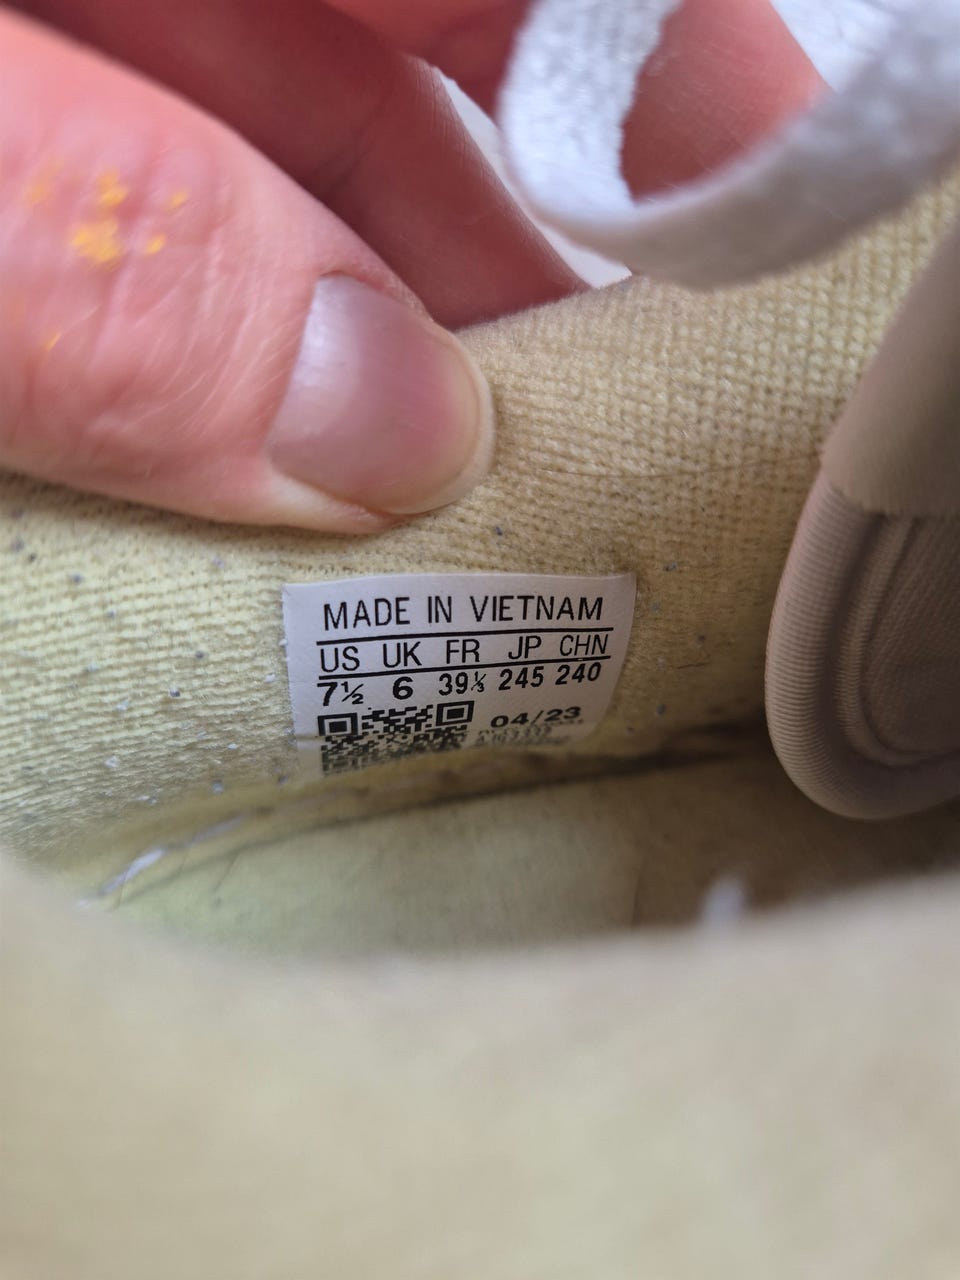 MADE IN VIETNAM
US UK FR JP CHN
7½ 6 39⅓ 245 240
04/23